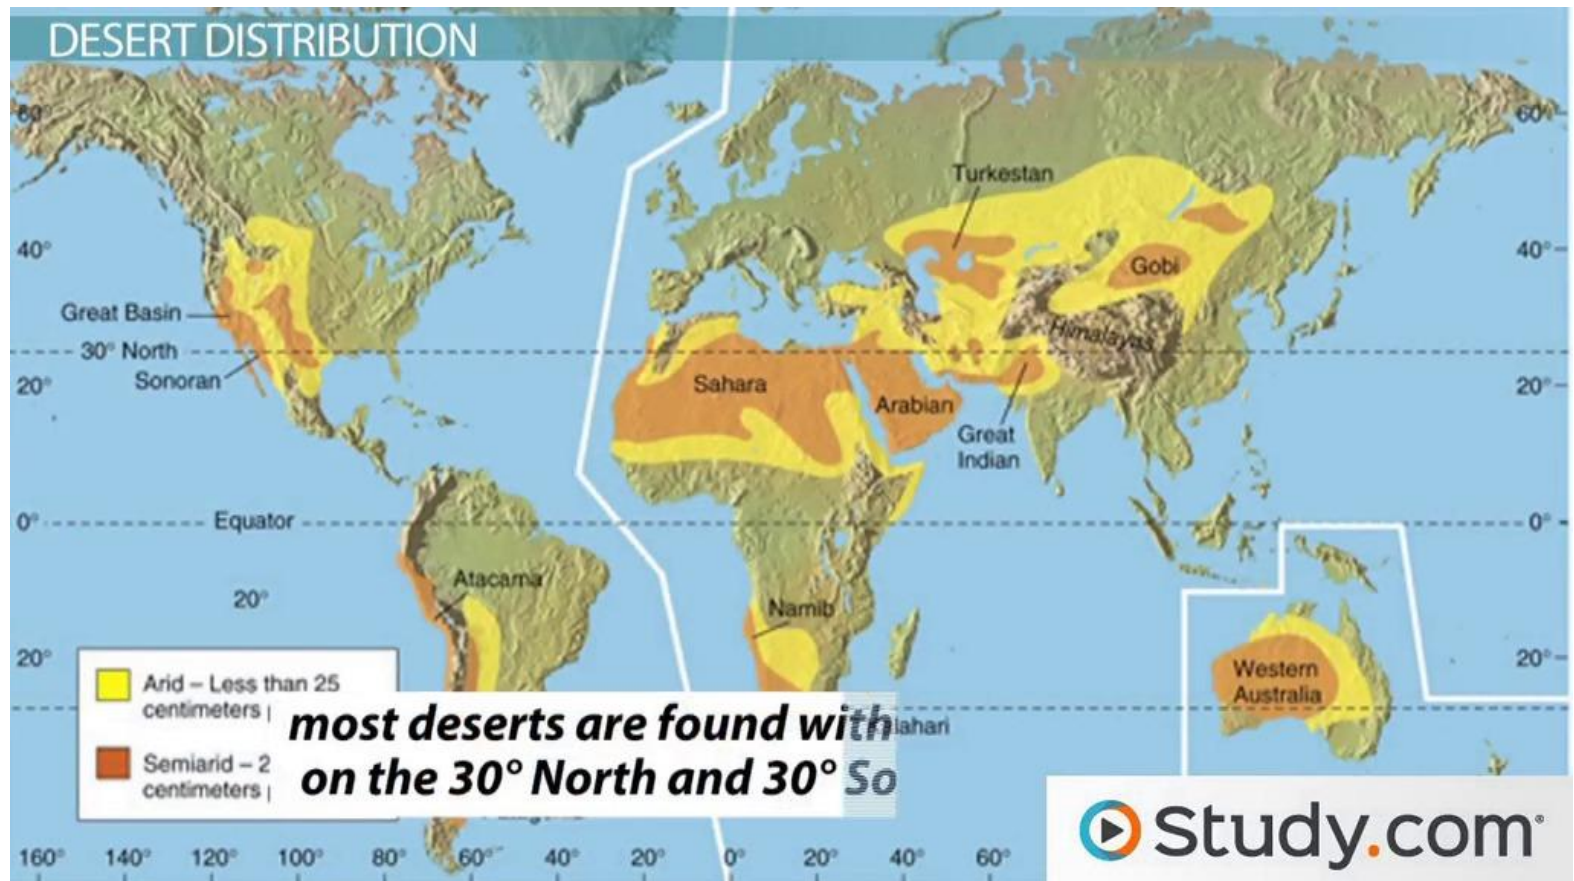 DESERT DISTRIBUTION
60°
60°
Turkestan
40°
40°
Gobi
Great Basin
Himalayas
30° North
Sonoran
20°
20°
Sahara
Arabian
Great
Indian
0°
Equator
0°
Atacama
20°
Namib
20°
20°
Western
Australia
Arid – Less than 25
centimeters
Semiarid – 2
centimeters
most deserts are found with
on the 30° North and 30° So
alahari
160° 140° 120° 100° 80° 60° 40° 20° 0° 20° 40° 60°
Study.com